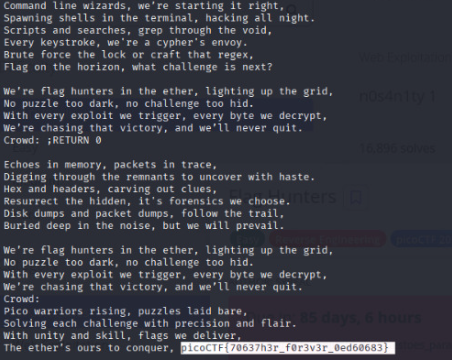 Command line wizards, we're starting it right,
Spawning shells in the terminal, hacking all night.
Scripts and searches, grep through the void,
Every keystroke, we're a cypher's envoy.
Brute force the lock or craft that regex,
Flag on the horizon, what challenge is next?
We're flag hunters in the ether, lighting up the grid,
No puzzle too dark, no challenge too hid.
With every exploit we trigger, every byte we decrypt,
We're chasing that victory, and we'll never quit.
Crowd: ;RETURN 0
Echoes in memory, packets in trace,
Digging through the remnants to uncover with haste.
Hex and headers, carving out clues,
Resurrect the hidden, it's forensics we choose.
Disk dumps and packet dumps, follow the trail,
Buried deep in the noise, but we will prevail.
We're flag hunters in the ether, lighting up the grid,
No puzzle too dark, no challenge too hid.
With every exploit we trigger, every byte we decrypt,
We're chasing that victory, and we'll never quit.
Crowd:
Pico warriors rising, puzzles laid bare,
Solving each challenge with precision and flair.
With unity and skill, flags we deliver,
The ether's ours to conquer, picoCTF{70637h3r_f0r3v3r_0ed60683}
n0s4n1ty 1
16,896 solves
Flag Hunters
85 days, 6 hours